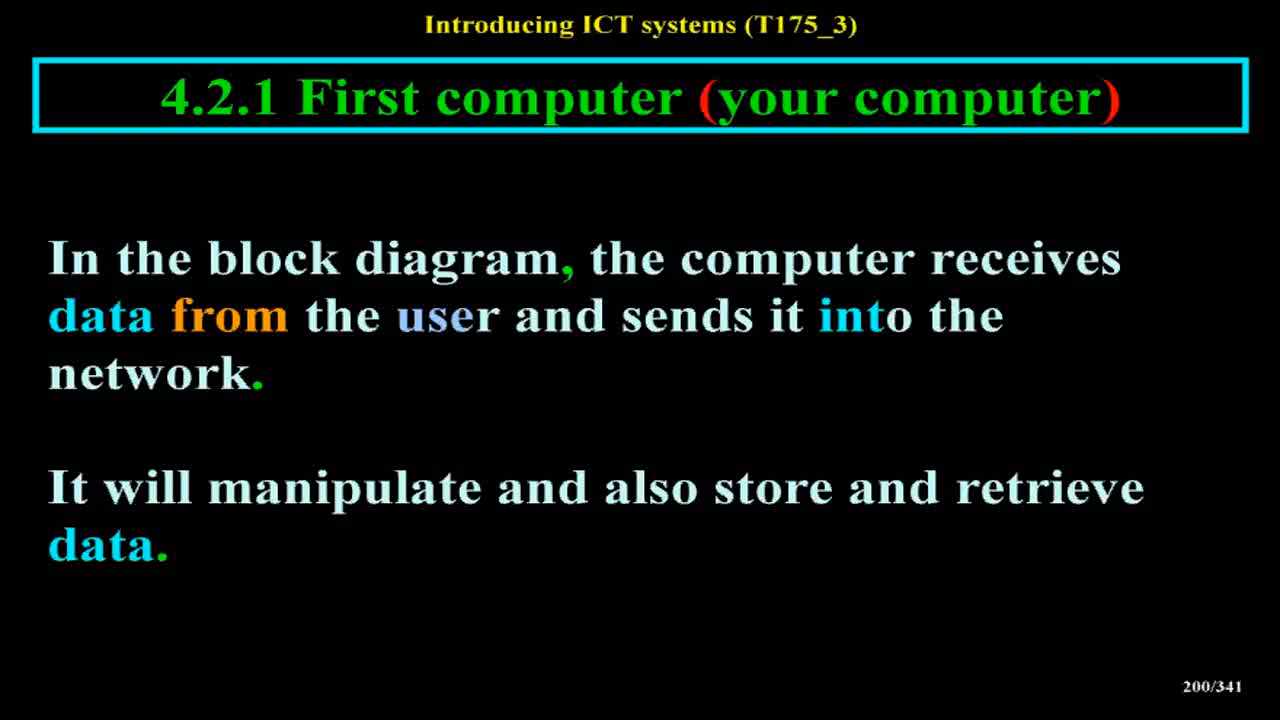 Introducing ICT systems (T175_3)
4.2.1 First computer (your computer)
In the block diagram, the computer receives
data from the user and sends it into the
network.
It will manipulate and also store and retrieve
data.
200/341